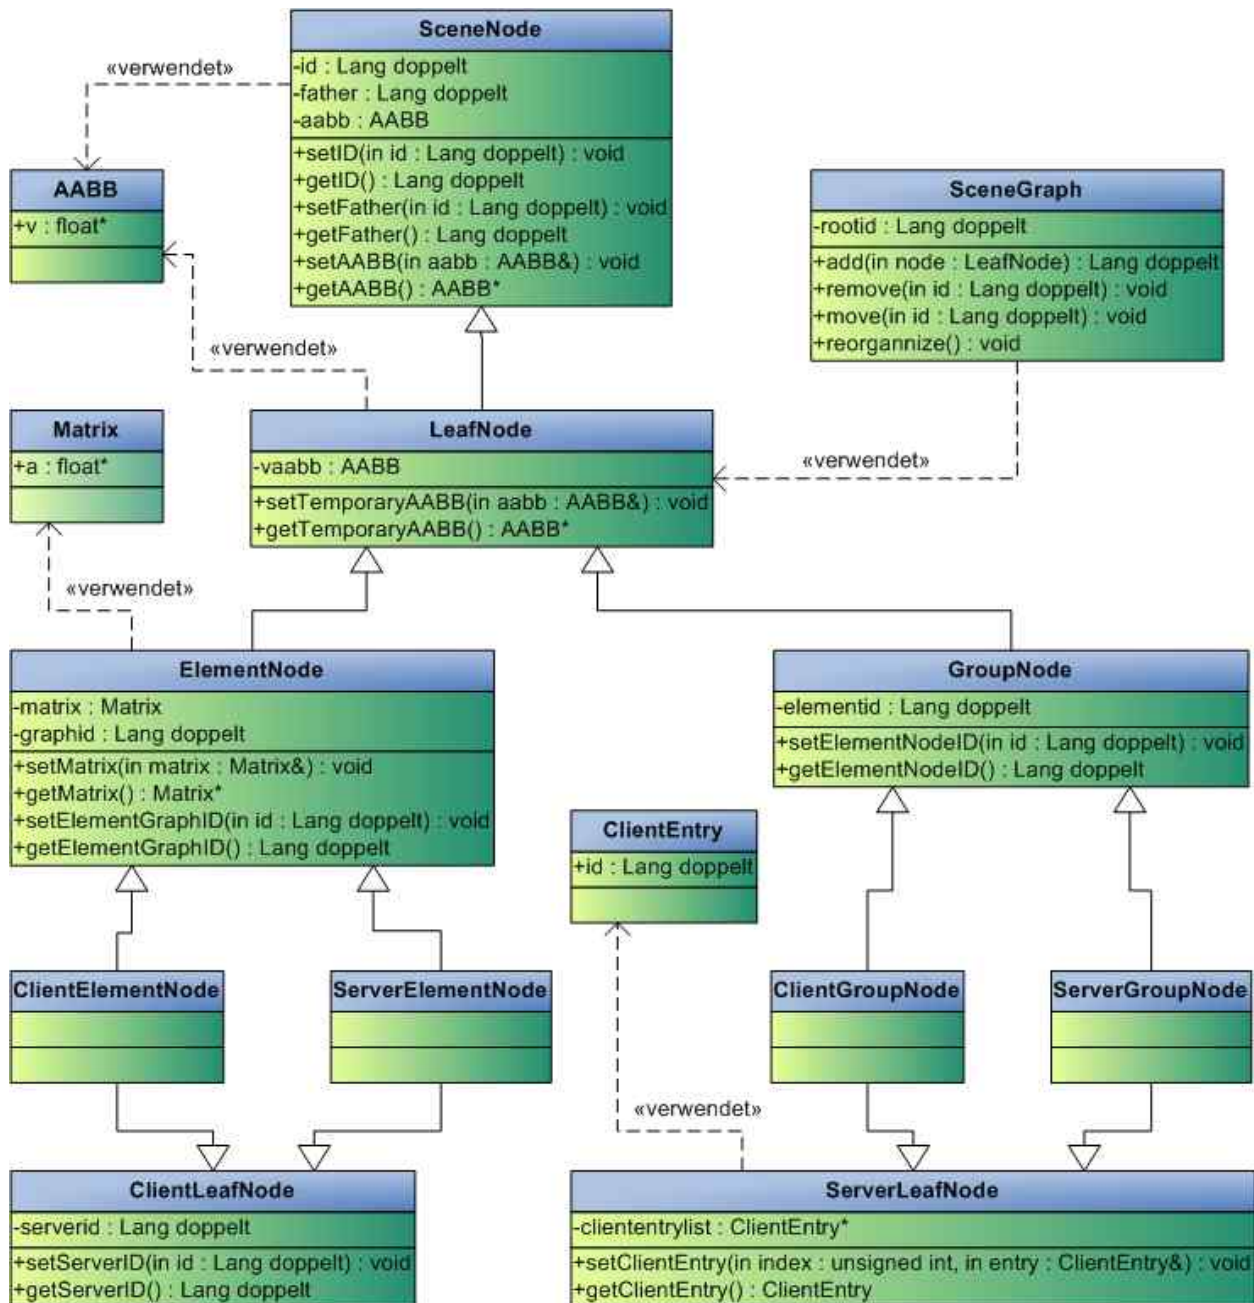 SceneNode
-id : Lang doppelt
-father : Lang doppelt
-aabb : AABB
+setID(in id : Lang doppelt) : void
+getID() : Lang doppelt
+setFather(in id : Lang doppelt) : void
+getFather() : Lang doppelt
+setAABB(in aabb : AABB&) : void
+getAABB() : AABB*
«verwendet»
AABB
+v : float*
SceneGraph
-rootid : Lang doppelt
+add(in node : LeafNode) : Lang doppelt
+remove(in id : Lang doppelt) : void
+move(in id : Lang doppelt) : void
+reorgannize() : void
«verwendet»
Matrix
+a : float*
LeafNode
-vaabb : AABB
+setTemporaryAABB(in aabb : AABB&) : void
+getTemporaryAABB() : AABB*
«verwendet»
«verwendet»
ElementNode
-matrix : Matrix
-graphid : Lang doppelt
+setMatrix(in matrix : Matrix&) : void
+getMatrix() : Matrix*
+setElementGraphID(in id : Lang doppelt) : void
+getElementGraphID() : Lang doppelt
GroupNode
-elementid : Lang doppelt
+setElementNodeID(in id : Lang doppelt) : void
+getElementNodeID() : Lang doppelt
ClientEntry
+id : Lang doppelt
ClientElementNode
ServerElementNode
ClientGroupNode
ServerGroupNode
«verwendet»
ClientLeafNode
-serverid : Lang doppelt
+setServerID(in id : Lang doppelt) : void
+getServerID() : Lang doppelt
ServerLeafNode
-cliententrylist : ClientEntry*
+setClientEntry(in index : unsigned int, in entry : ClientEntry&) : void
+getClientEntry() : ClientEntry